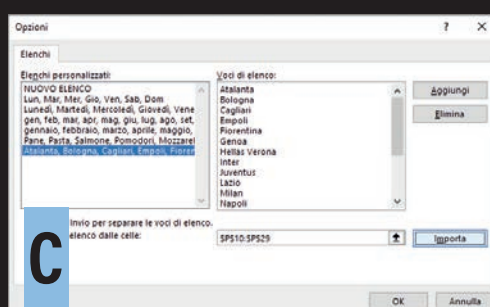 Opzioni
?
X
Elenchi
Elenchi personalizzati:
NUOVO ELENCO
Lun, Mar, Mer, Gio, Ven, Sab, Dom
Lunedì, Martedì, Mercoledì, Giovedì, Vene
gen, feb, mar, apr, mag, giu, lug, ago, set,
gennaio, febbraio, marzo, aprile, maggio,
Pane, Pasta, Salmone, Pomodori, Mozzarel
Atalanta, Bologna, Cagliari, Empoli, Fioren
Voci di elenco:
Atalanta
Bologna
Cagliari
Empoli
Fiorentina
Genoa
Hellas Verona
Inter
Juventus
Lazio
Milan
Napoli
Aggiungi
Elimina
Invio per separare le voci di elenco.
elenco dalle celle:
$P$10:$P$29
Importa
OK
Annulla
C